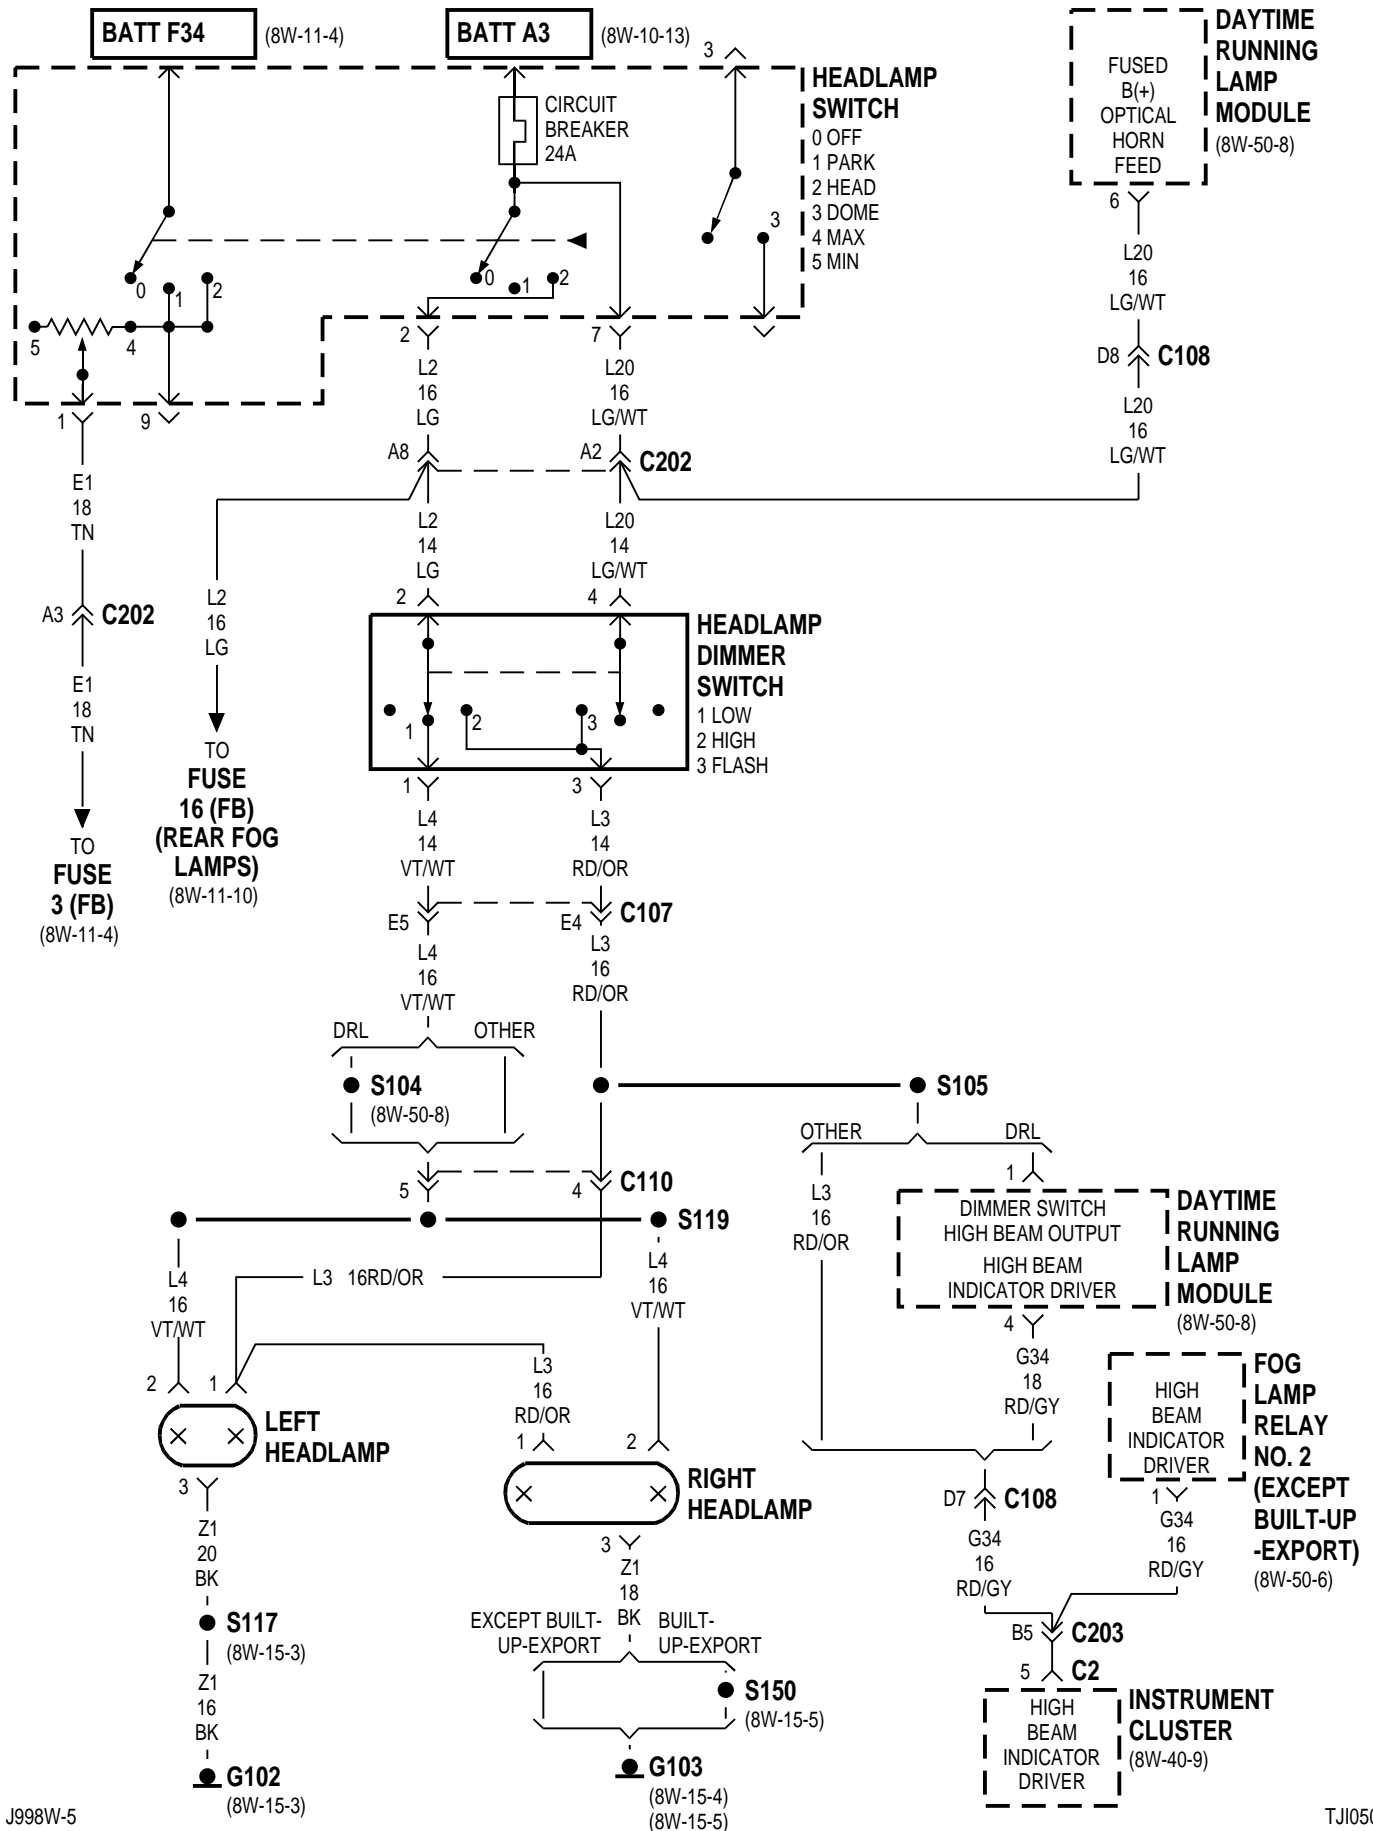 BATT F34
(8W-11-4)
BATT A3
(8W-10-13)
3
HEADLAMP
SWITCH
0 OFF
1 PARK
2 HEAD
3 DOME
4 MAX
5 MIN
CIRCUIT
BREAKER
24A
3
0
1
2
0
1
2
5
4
1
9
2
7
FUSED
B(+)
OPTICAL
HORN
FEED
DAYTIME
RUNNING
LAMP
MODULE
(8W-50-8)
6
L20
16
LG/WT
D8
C108
L20
16
LG/WT
L2
16
LG
L20
16
LG/WT
A8
A2
C202
E1
18
TN
A3
C202
E1
18
TN
TO
FUSE
3 (FB)
(8W-11-4)
L2
16
LG
TO
FUSE
16 (FB)
(REAR FOG
LAMPS)
(8W-11-10)
L2
14
LG
L20
14
LG/WT
2
4
HEADLAMP
DIMMER
SWITCH
1 LOW
2 HIGH
3 FLASH
1
2
3
1
3
L4
14
VT/WT
L3
14
RD/OR
E5
E4
C107
L4
16
VT/WT
L3
16
RD/OR
DRL
OTHER
S104
(8W-50-8)
S105
5
4
C110
S119
OTHER
DRL
1
L3
16
RD/OR
DIMMER SWITCH
HIGH BEAM OUTPUT
HIGH BEAM
INDICATOR DRIVER
DAYTIME
RUNNING
LAMP
MODULE
(8W-50-8)
4
G34
18
RD/GY
L4
16
VT/WT
L3 16RD/OR
L4
16
VT/WT
2
1
LEFT
HEADLAMP
3
L3
16
RD/OR
1
2
RIGHT
HEADLAMP
3
Z1
20
BK
S117
(8W-15-3)
Z1
16
BK
G102
(8W-15-3)
Z1
18
BK
EXCEPT BUILT-
UP-EXPORT
BUILT-
UP-EXPORT
S150
(8W-15-5)
G103
(8W-15-4)
(8W-15-5)
HIGH
BEAM
INDICATOR
DRIVER
FOG
LAMP
RELAY
NO. 2
(EXCEPT
BUILT-UP
-EXPORT)
(8W-50-6)
1
G34
16
RD/GY
D7
C108
G34
16
RD/GY
B5
C203
5
C2
HIGH
BEAM
INDICATOR
DRIVER
INSTRUMENT
CLUSTER
(8W-40-9)
J998W-5